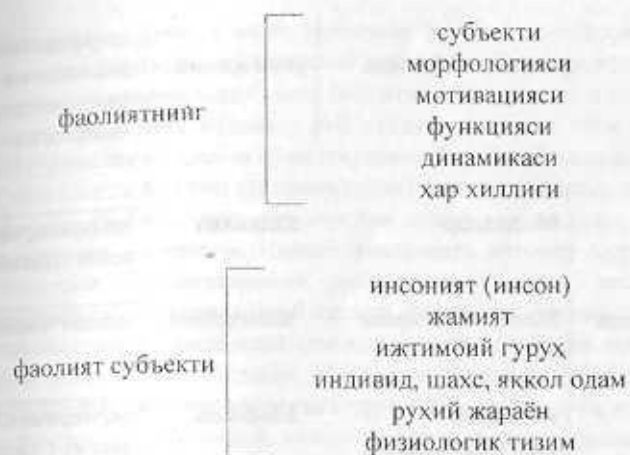 субъекти
морфологияси
мотивацияси
фаолиятнинг
функцияси
динамикаси
ҳар хиллиги
инсоният (инсон)
жамият
ижтимоий гуруҳ
фаолият субъекти
индивид, шахс, яққол одам
рухий жараён
физиологик тизим